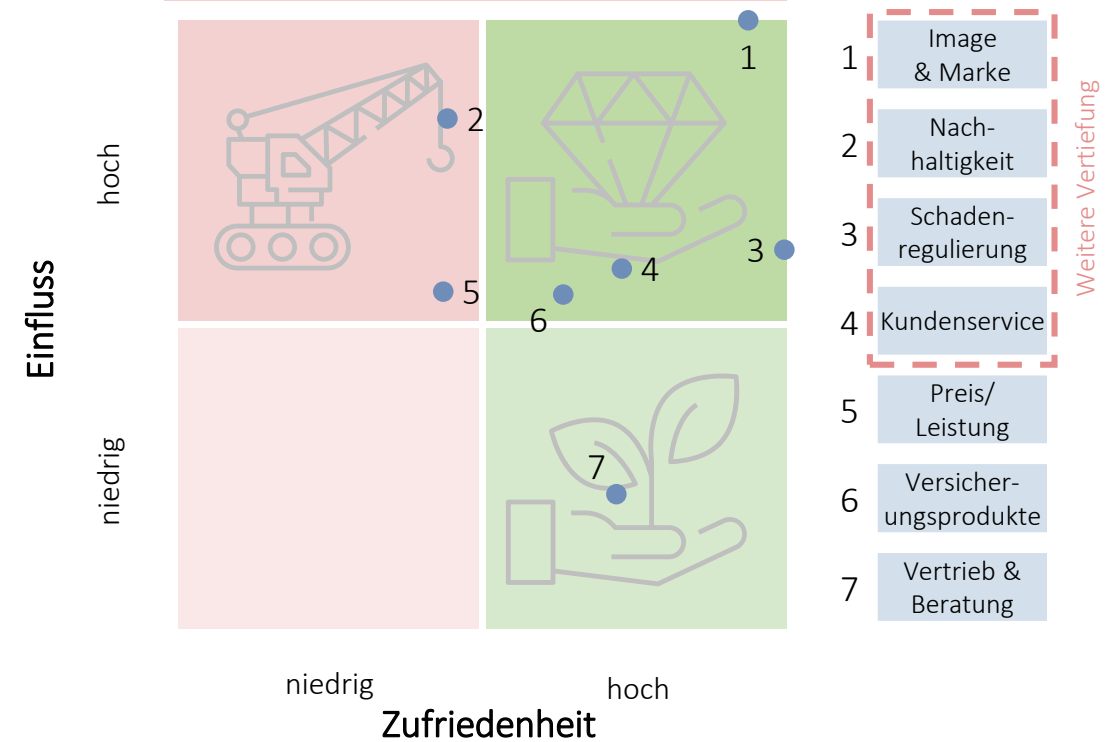 1
2
3
4
5
6
7
hoch
niedrig
Einfluss
niedrig
hoch
Zufriedenheit
1
Image
& Marke
2
Nach-
haltigkeit
3
Schaden-
regulierung
4
Kundenservice
5
Preis/
Leistung
6
Versicher-
ungsprodukte
7
Vertrieb &
Beratung
Weitere Vertiefung